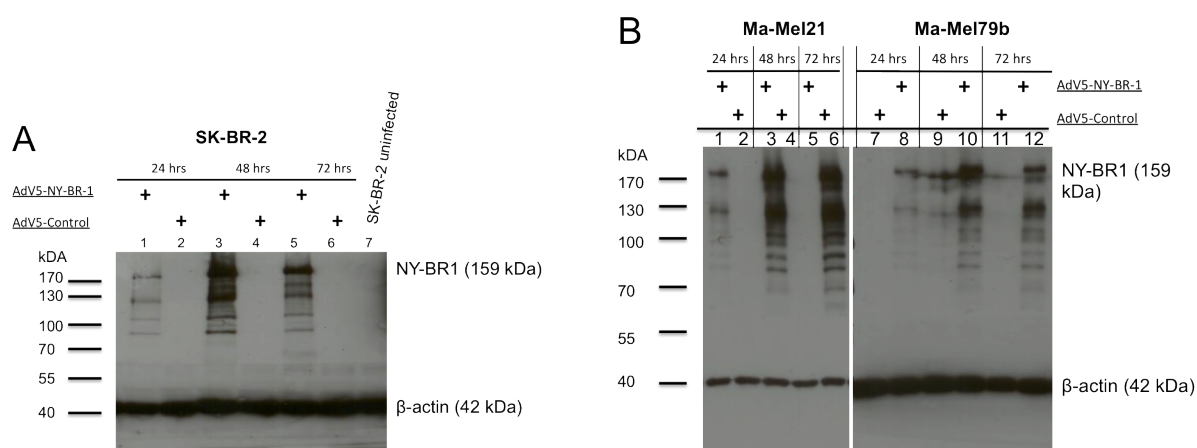 A
SK-BR-2
SK-BR-2 uninfected
24 hrs 48 hrs 72 hrs
AdV5-NY-BR-1 + + +
AdV5-Control + + +
1 2 3 4 5 6 7
kDA
170
130
100
70
55
40
NY-BR1 (159 kDa)
β-actin (42 kDa)
B
Ma-Mel21 Ma-Mel79b
24 hrs 48 hrs 72 hrs 24 hrs 48 hrs 72 hrs
+ + + + + + AdV5-NY-BR-1
+ + + + + + AdV5-Control
1 2 3 4 5 6 7 8 9 10 11 12
kDA
170
130
100
70
55
40
NY-BR1 (159
kDa)
β-actin (42 kDa)